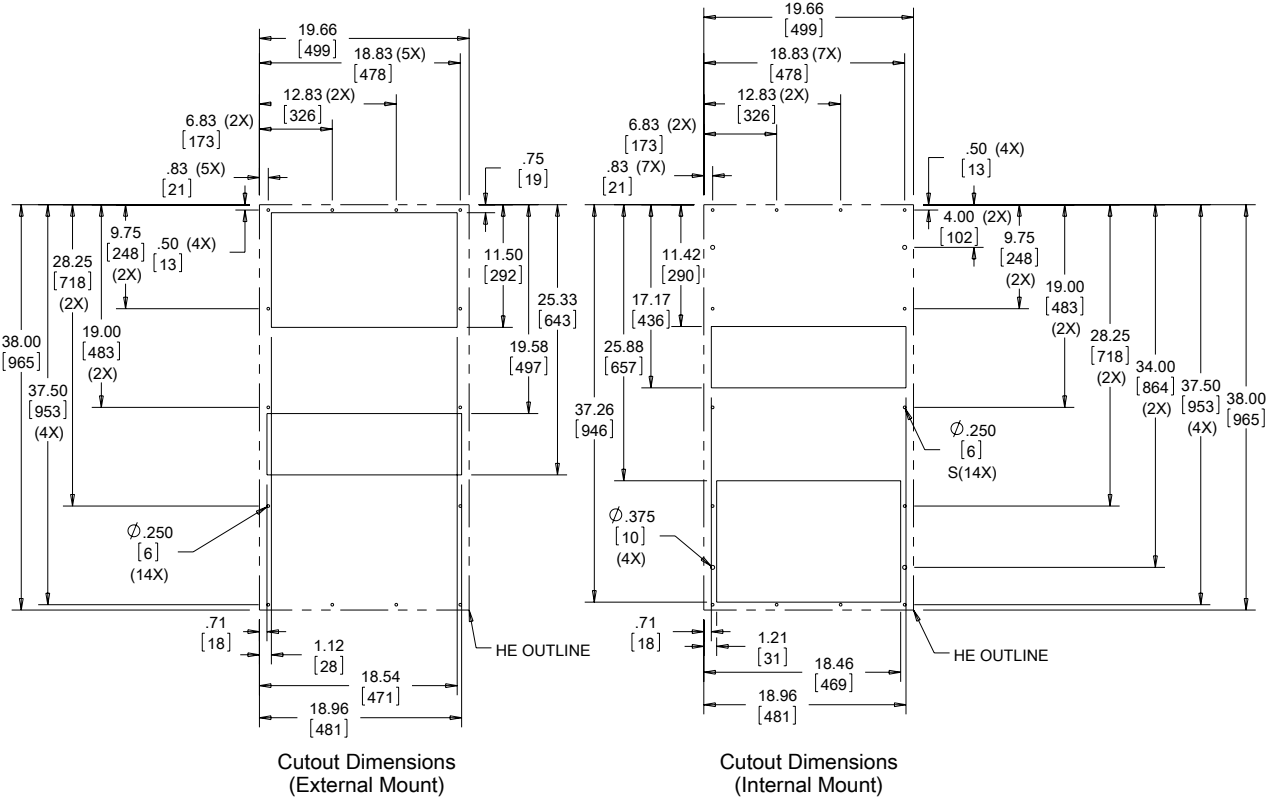 19.66
[499]
18.83 (5X)
[478]
12.83 (2X)
[326]
6.83 (2X)
[173]
.83 (5X)
[21]
.75
[19]
9.75
[248]
(2X)
.50 (4X)
[13]
28.25
[718]
(2X)
11.50
[292]
25.33
[643]
38.00
[965]
19.00
[483]
(2X)
19.58
[497]
37.50
[953]
(4X)
Ø.250
[6]
(14X)
.71
[18]
1.12
[28]
HE OUTLINE
18.54
[471]
18.96
[481]
Cutout Dimensions
(External Mount)
19.66
[499]
18.83 (7X)
[478]
12.83 (2X)
[326]
6.83 (2X)
[173]
.83 (7X)
[21]
.50 (4X)
[13]
4.00 (2X)
[102]
9.75
[248]
(2X)
11.42
[290]
17.17
[436]
19.00
[483]
(2X)
25.88
[657]
28.25
[718]
(2X)
34.00
[864]
(2X)
37.50
[953]
(4X)
38.00
[965]
37.26
[946]
Ø.250
[6]
S(14X)
Ø.375
[10]
(4X)
.71
[18]
1.21
[31]
HE OUTLINE
18.46
[469]
18.96
[481]
Cutout Dimensions
(Internal Mount)